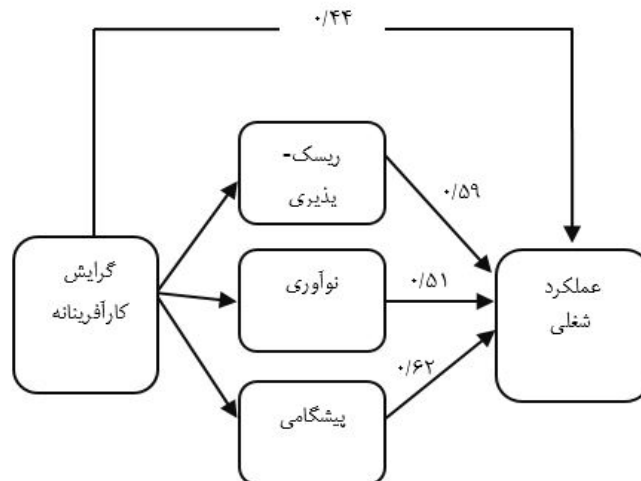 ۰/۴۴
ریسک-
پذیری
۰/۵۹
گرایش
کارآفرینانه
نوآوری
۰/۵۱
عملکرد
شغلی
۰/۶۲
پیشگامی